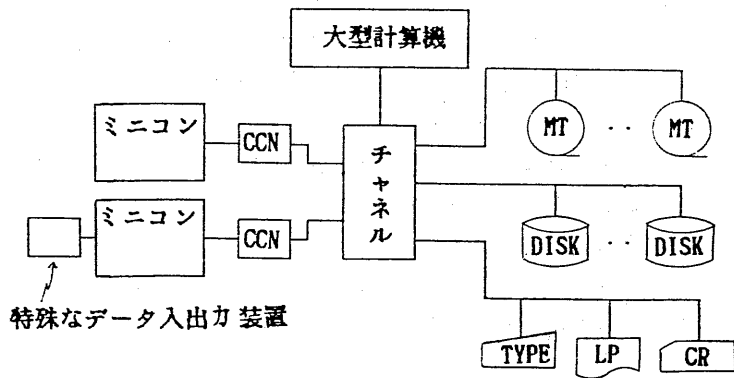 大型計算機
ミニコン
CCN
チャネル
MT
‥
MT
ミニコン
CCN
DISK
‥
DISK
特殊なデータ入出力装置
TYPE
LP
CR